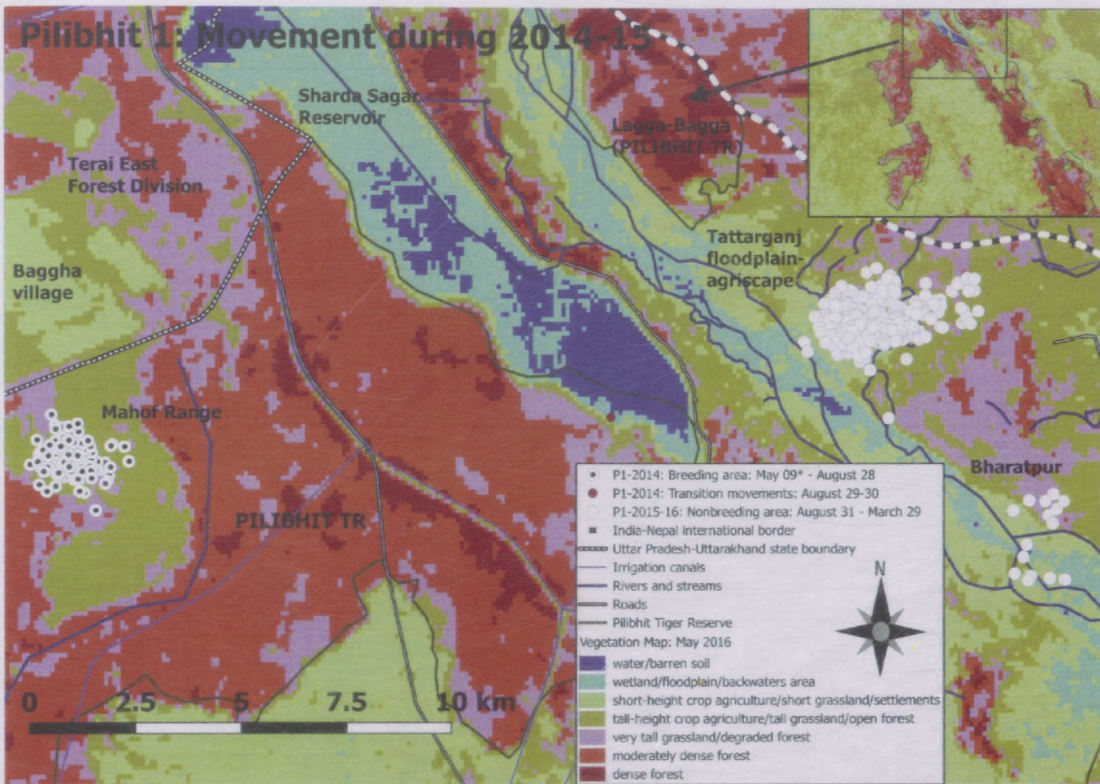 Pilibhit 1: Movement during 2014-15
Sharda Sagar
Reservoir
Lagga-Bagga
(PILIBHIT TR)
Terai East
Forest Division
Tattarganj
floodplain-
agriscape
Baggha
village
Mahof Range
Bharatpur
PILIBHIT TR
P1-2014: Breeding area: May 09* - August 28
P1-2014: Transition movements: August 29-30
P1-2015-16: Nonbreeding area: August 31 - March 29
India-Nepal international border
Uttar Pradesh-Uttarakhand state boundary
Irrigation canals
Rivers and streams
Roads
Pilibhit Tiger Reserve
Vegetation Map: May 2016
water/barren soil
wetland/floodplain/backwaters area
short-height crop agriculture/short grassland/settlements
tall-height crop agriculture/tall grassland/open forest
very tall grassland/degraded forest
moderately dense forest
dense forest
N
0 2.5 5 7.5 10 km